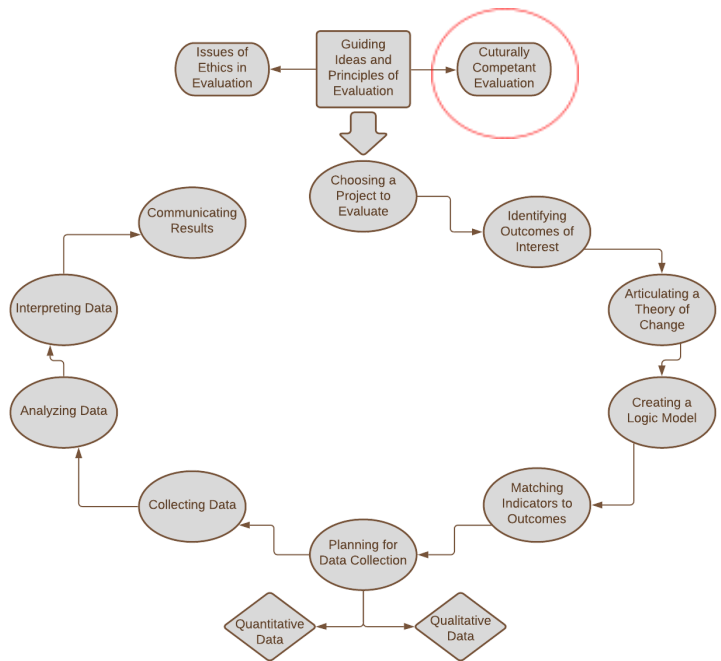 Issues of
Ethics in
Evaluation
Guiding
Ideas and
Principles of
Evaluation
Cuturally
Competant
Evaluation
Choosing a
Project to
Evaluate
Identifying
Outcomes of
Interest
Articulating a
Theory of
Change
Creating a
Logic Model
Matching
Indicators to
Outcomes
Planning for
Data Collection
Quantitative
Data
Qualitative
Data
Collecting Data
Analyzing Data
Interpreting Data
Communicating
Results